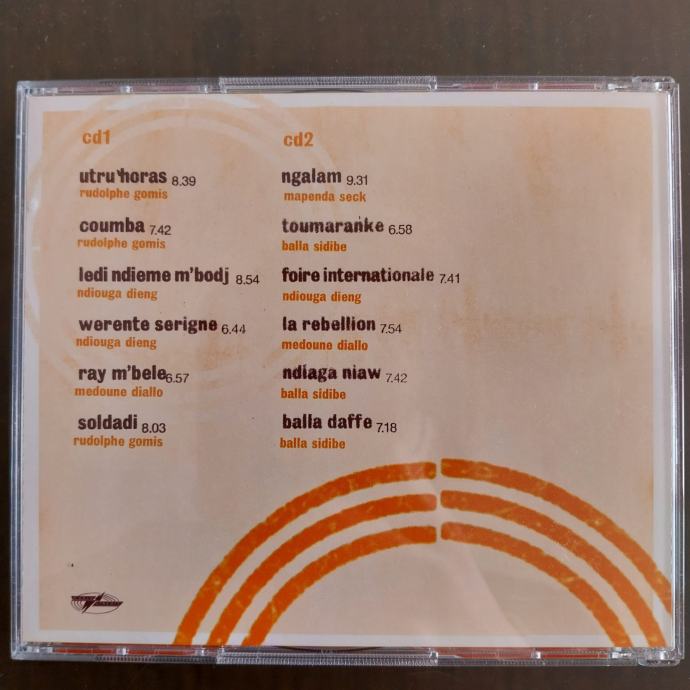 cd1
utru horas 8.39
rudolphe gomis
coumba 7.42
rudolphe gomis
ledi ndieme m'bodj 8.54
ndiouga dieng
werente serigne 6.44
ndiouga dieng
ray m'bele 6.57
medoune diallo
soldadi 8.03
rudolphe gomis
cd2
ngalam 9.31
mapenda seck
toumaranke 6.58
balla sidibe
foire internationale 7.41
ndiouga dieng
la rebellion 7.54
medoune diallo
ndiaga niaw 7.42
balla sidibe
balla daffe 7.18
balla sidibe